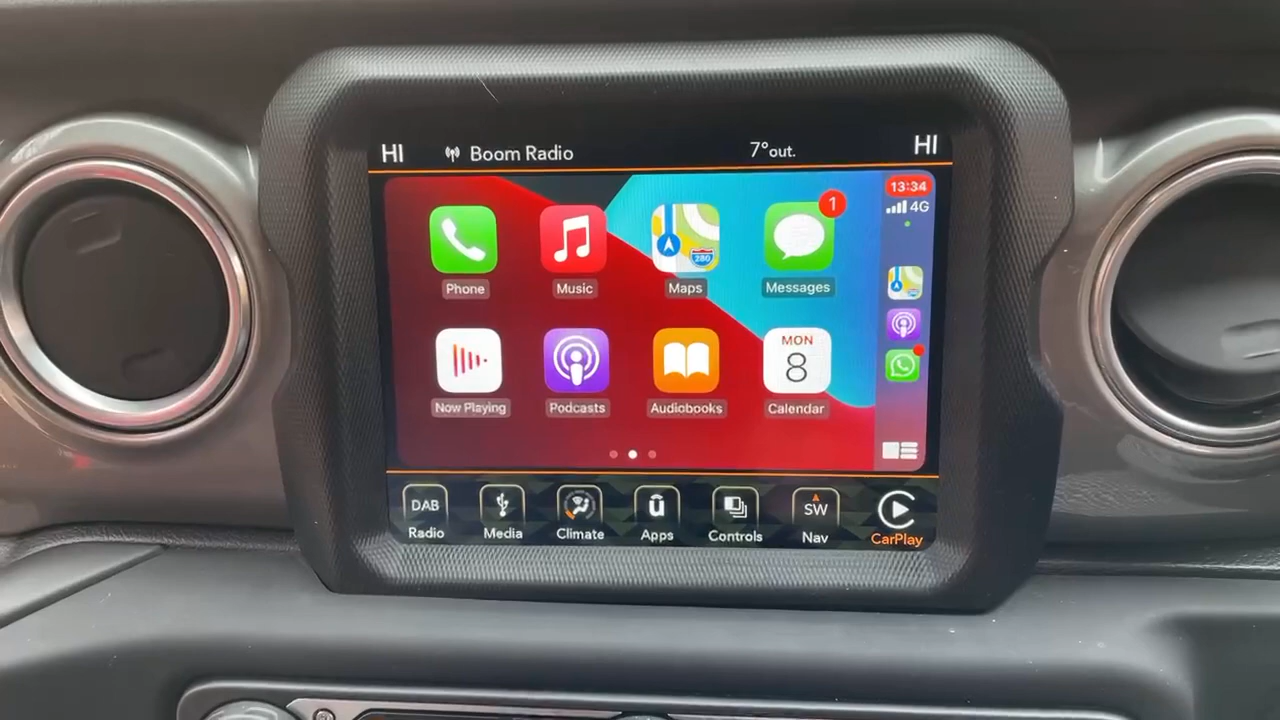 HI Boom Radio 7°out. HI
13:34
4G
1
280
Phone Music Maps Messages
MON
8
Now Playing Podcasts Audiobooks Calendar
DAB SW
Radio Media Climate Apps Controls Nav CarPlay